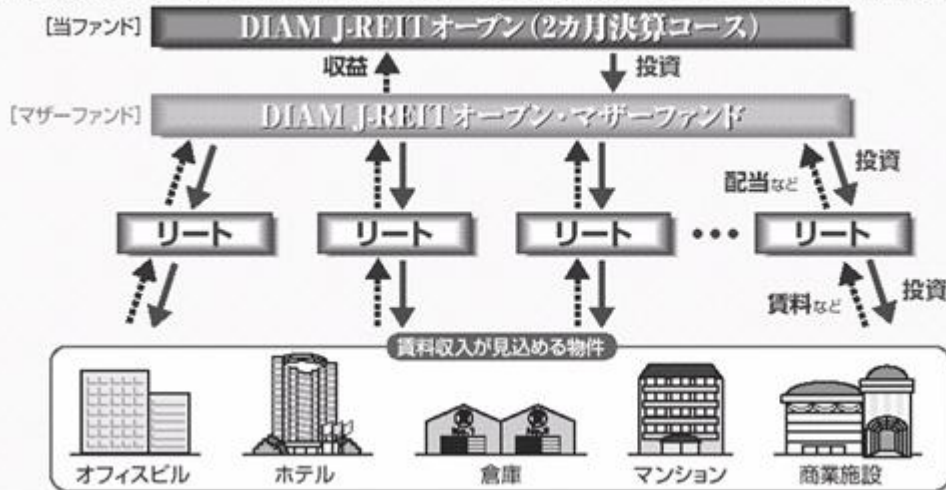 [当ファンド]
DIAM J-REITオープン(2カ月決算コース)
収益
投資
[マザーファンド]
DIAM J-REITオープン・マザーファンド
配当など
投資
リート
リート
リート
•••
リート
賃料など
投資
賃料収入が見込める物件
オフィスビル
ホテル
倉庫
マンション
商業施設